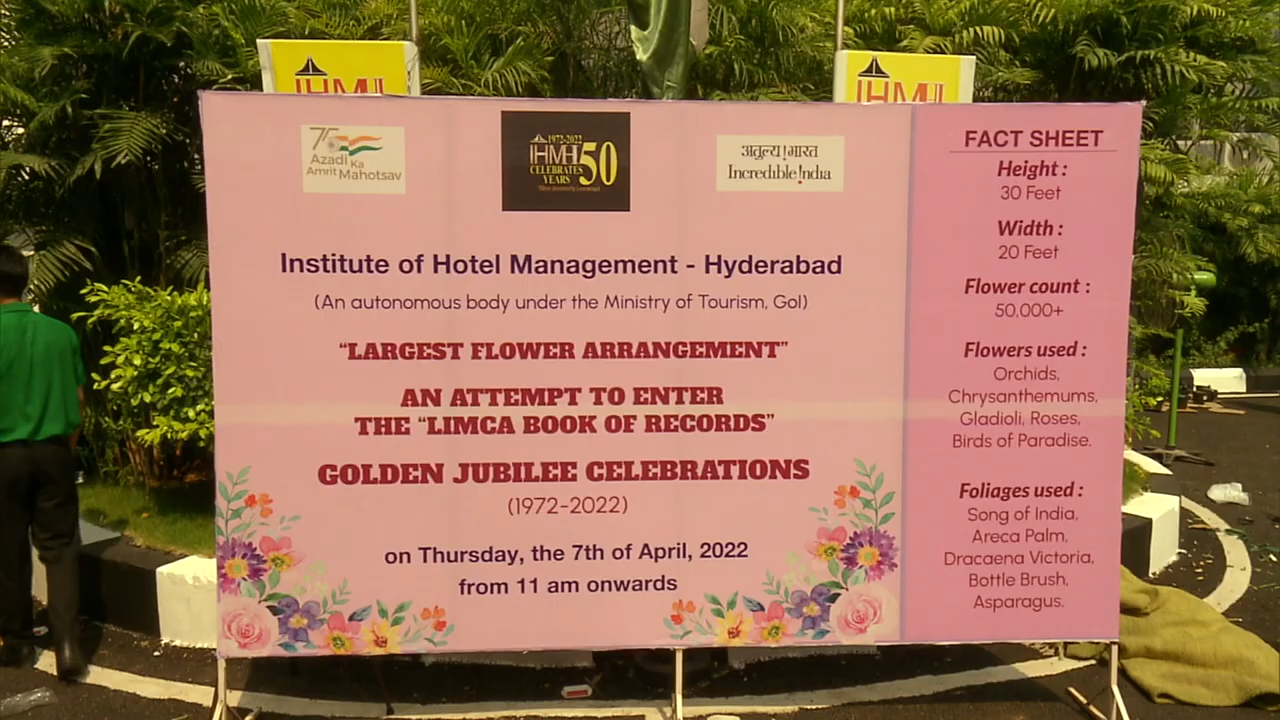 IHMH
IHMH
75
Azadi Ka
Amrit Mahotsav
1972-2022
IHMH 50
CELEBRATES
YEARS
अतुल्य!भारत
Incredible!ndia
Institute of Hotel Management - Hyderabad
(An autonomous body under the Ministry of Tourism, GoI)
“LARGEST FLOWER ARRANGEMENT”
AN ATTEMPT TO ENTER
THE “LIMCA BOOK OF RECORDS”
GOLDEN JUBILEE CELEBRATIONS
(1972-2022)
on Thursday, the 7th of April, 2022
from 11 am onwards
FACT SHEET
Height :
30 Feet
Width :
20 Feet
Flower count :
50,000+
Flowers used :
Orchids,
Chrysanthemums,
Gladioli, Roses,
Birds of Paradise.
Foliages used :
Song of India,
Areca Palm,
Dracaena Victoria,
Bottle Brush,
Asparagus.